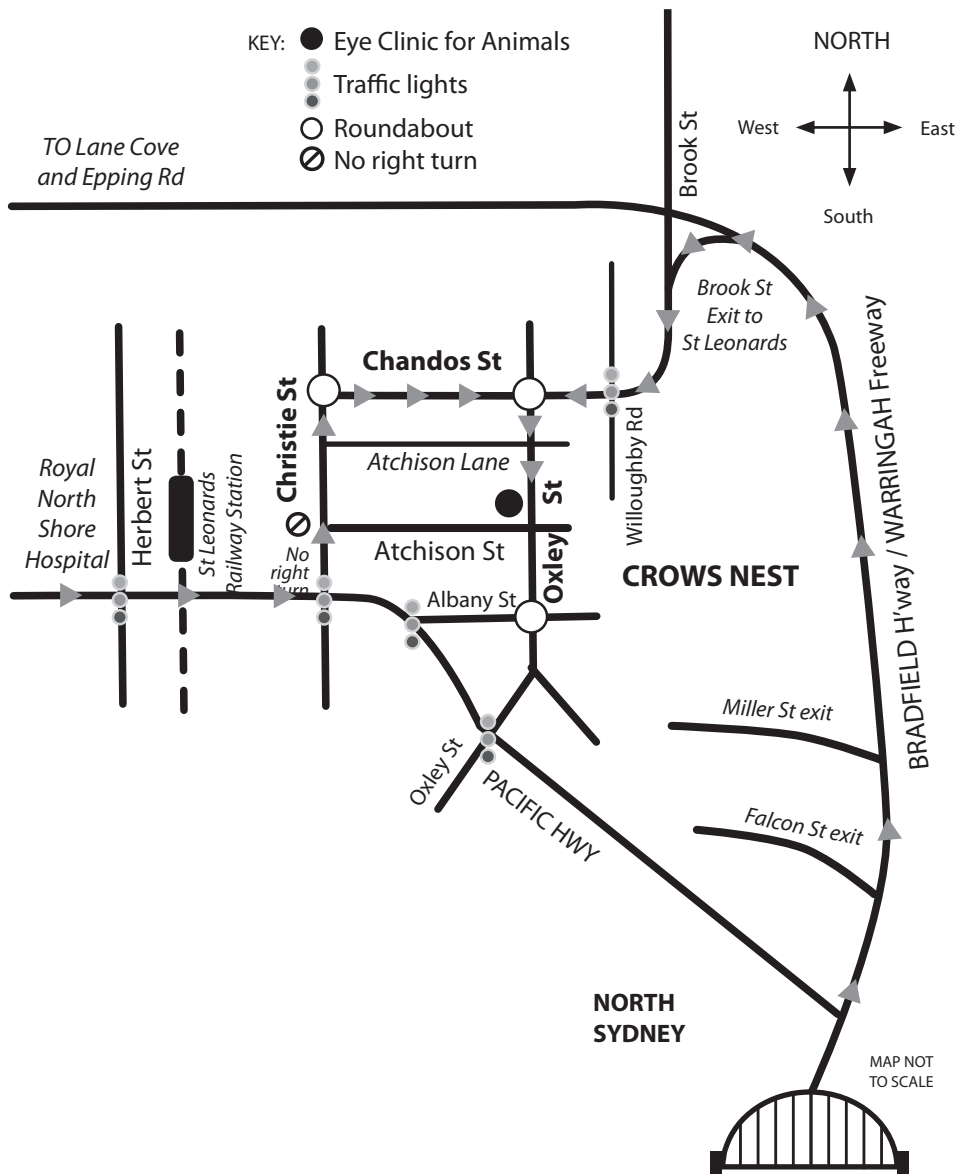 KEY:
Eye Clinic for Animals
Traffic lights
Roundabout
No right turn
NORTH
West
East
South
TO Lane Cove
and Epping Rd
Brook St
Brook St
Exit to
St Leonards
Chandos St
Christie St
Atchison Lane
Willoughby Rd
Royal
North
Shore
Hospital
Herbert St
St Leonards
Railway Station
No
right
turn
Atchison St
Oxley St
CROWS NEST
Albany St
BRADFIELD H'way / WARRINGAH Freeway
Miller St exit
Oxley St
PACIFIC HWY
Falcon St exit
NORTH
SYDNEY
MAP NOT
TO SCALE